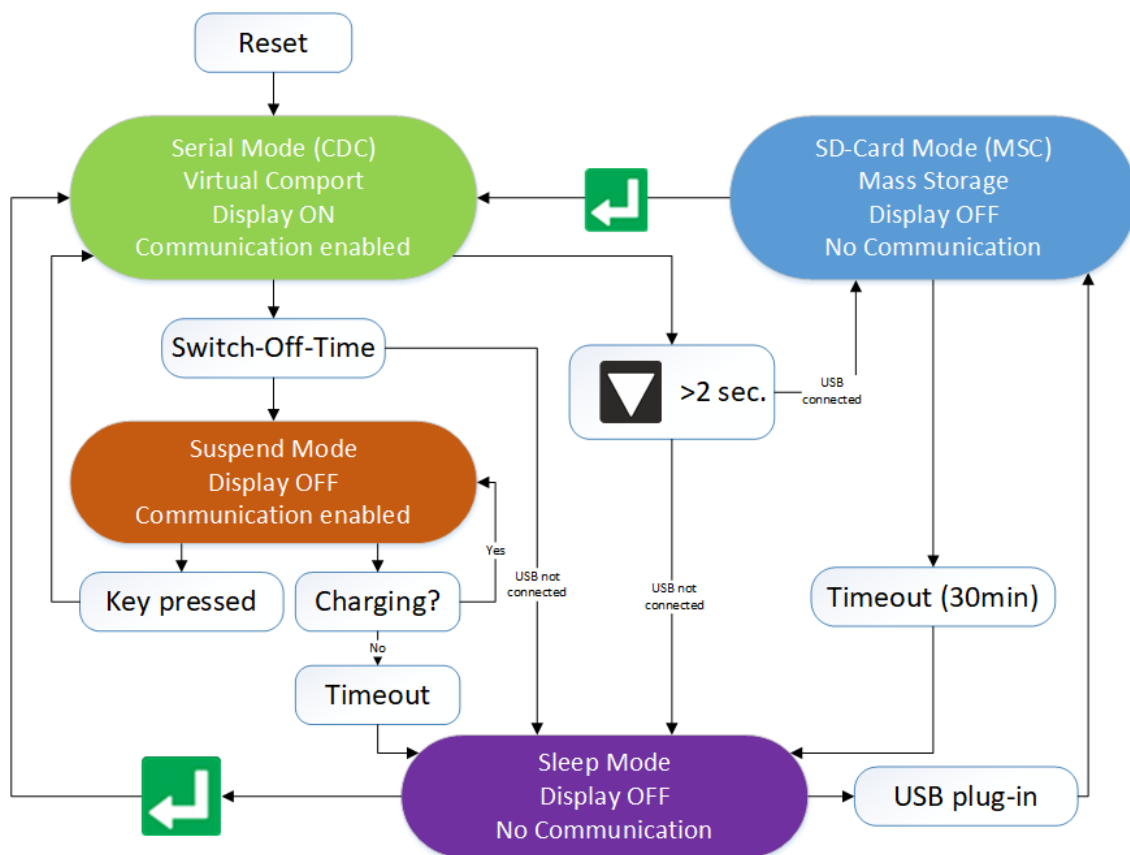 Reset
Serial Mode (CDC)
Virtual Comport
Display ON
Communication enabled
SD-Card Mode (MSC)
Mass Storage
Display OFF
No Communication
Switch-Off-Time
>2 sec.
USB
connected
Suspend Mode
Display OFF
Communication enabled
Yes
Key pressed
Charging?
USB not
connected
USB not
connected
Timeout (30min)
No
Timeout
Sleep Mode
Display OFF
No Communication
USB plug-in